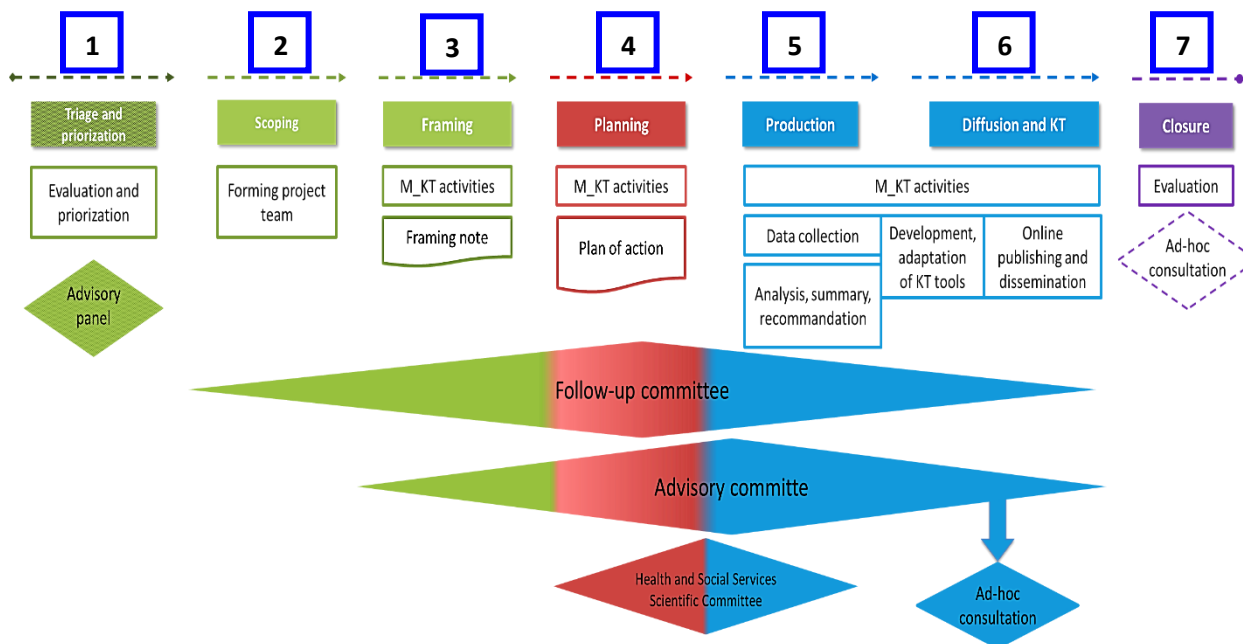 1
2
3
4
5
6
7
Triage and
priorization
Scoping
Framing
Planning
Production
Diffusion and KT
Closure
Evaluation and
priorization
Forming project
team
M_KT activities
M_KT activities
M_KT activities
Evaluation
Framing note
Plan of action
Data collection
Development,
adaptation
of KT tools
Online
publishing and
dissemination
Ad-hoc
consultation
Analysis, summary,
recommandation
Advisory
panel
Follow-up committee
Advisory committe
Health and Social Services
Scientific Committee
Ad-hoc
consultation